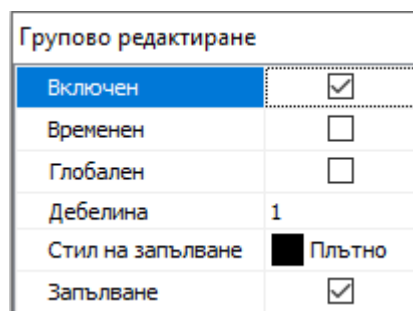 Групово редактиране
Включен
Временен
Глобален
Дебелина 1
Стил на запълване Плътно
Запълване